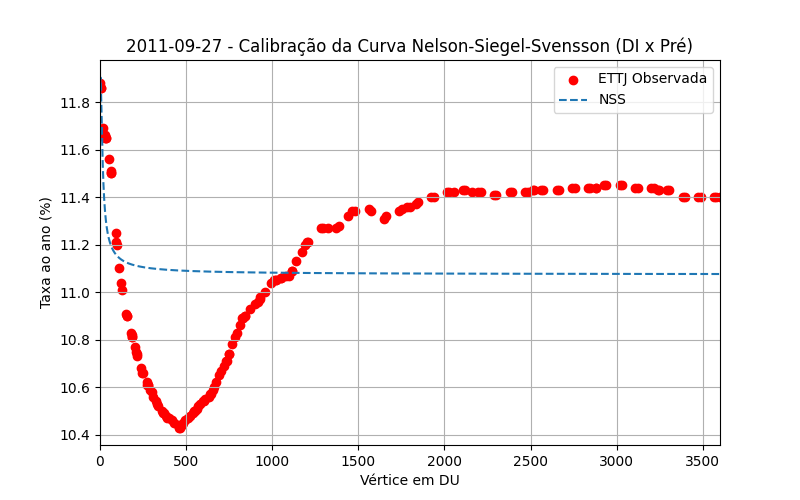 2011-09-27 - Calibração da Curva Nelson-Siegel-Svensson (DI x Pré)
ETTJ Observada
NSS
Taxa ao ano (%)
11.8
11.6
11.4
11.2
11.0
10.8
10.6
10.4
0 500 1000 1500 2000 2500 3000 3500
Vértice em DU